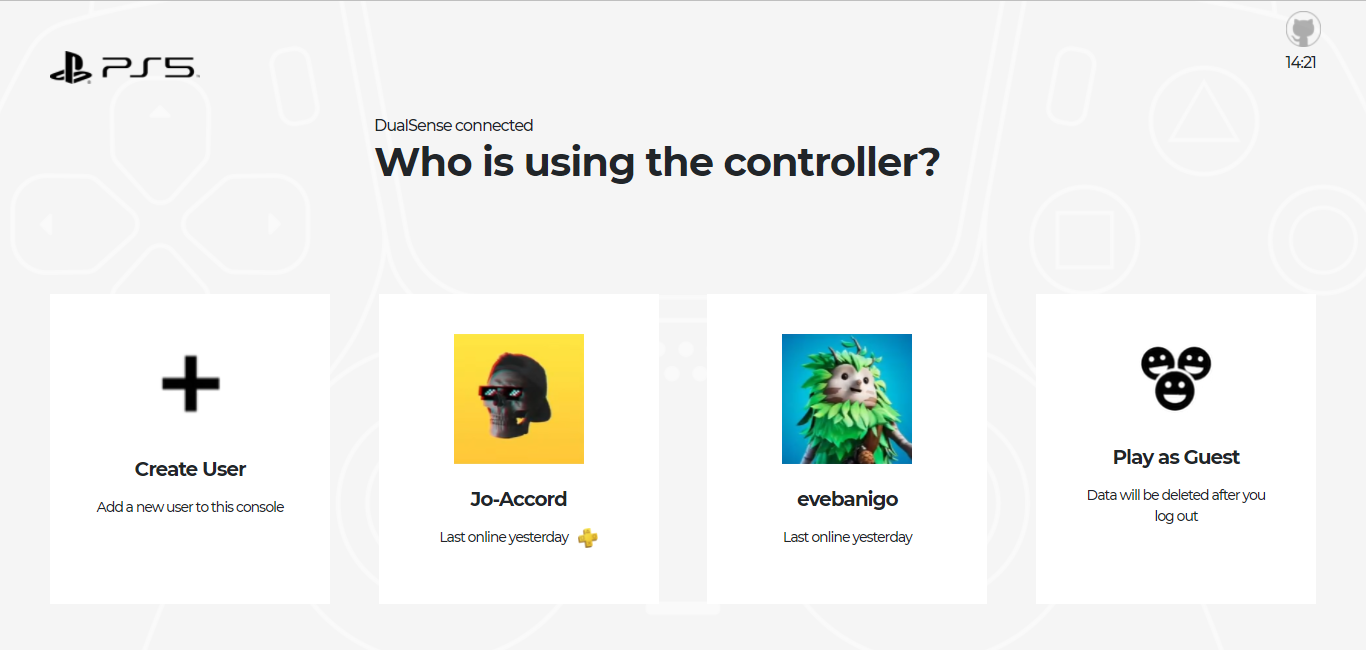 PS5
14:21
DualSense connected
Who is using the controller?
Create User
Add a new user to this console
Jo-Accord
Last online yesterday
evebanigo
Last online yesterday
Play as Guest
Data will be deleted after you
log out